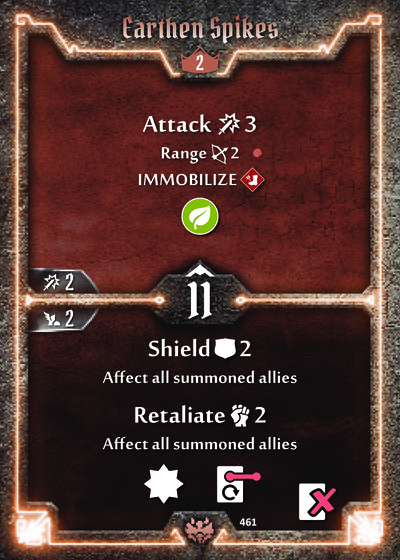 Earthen Spikes
2
Attack 3
Range 2
IMMOBILIZE
2
11
2
Shield 2
Affect all summoned allies
Retaliate 2
Affect all summoned allies
461